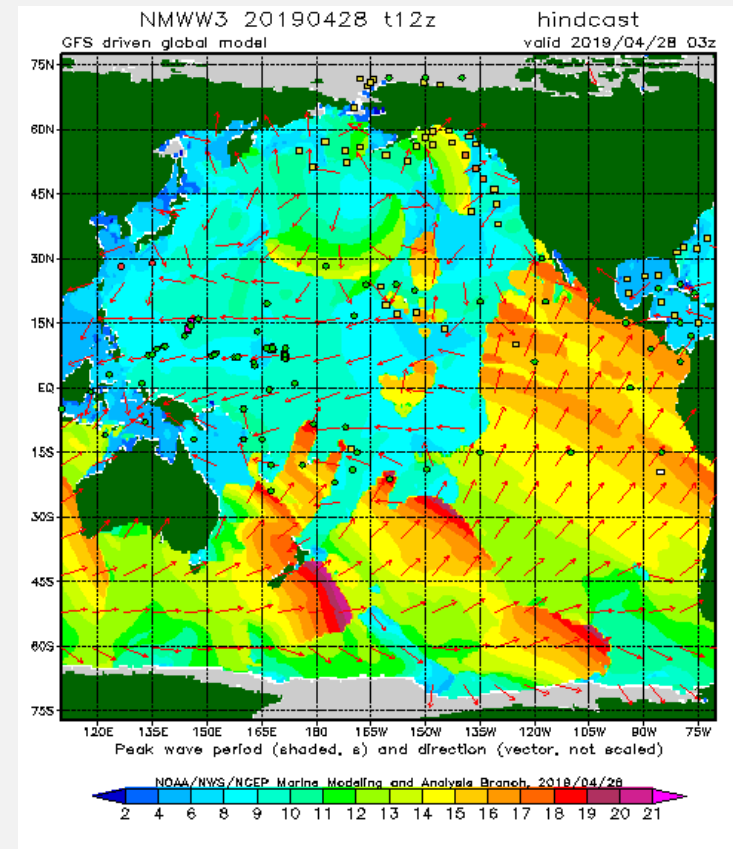 NMWW3 20190428 t12z hindcast
GFS driven global model valid 2019/04/28 03z
75N
60N
45N
30N
15N
EQ
15S
30S
45S
60S
75S
120E 135E 150E 165E 180 165W 150W 135W 120W 105W 90W 75W
Peak wave period (shaded, s) and direction (vector, not scaled)
NOAA/NWS/NCEP Marine Modeling and Analysis Branch, 2019/04/28
2 4 6 8 9 10 11 12 13 14 15 16 17 18 19 20 21